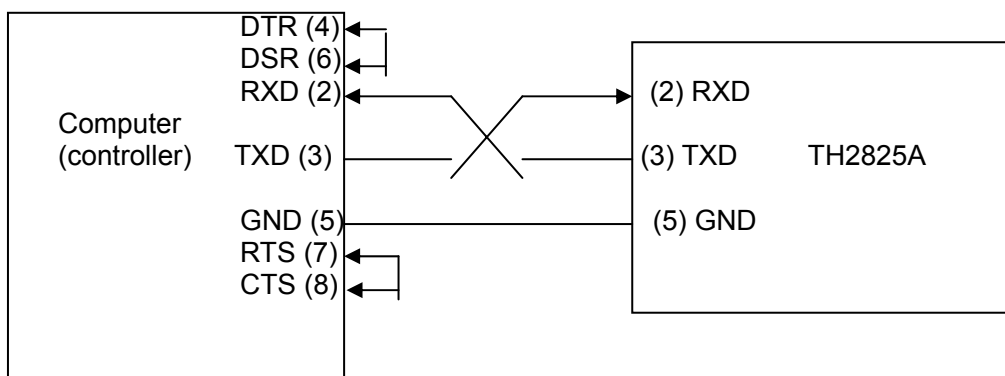 DTR (4)
DSR (6)
RXD (2)
(2) RXD
Computer
(controller)
TXD (3)
(3) TXD
TH2825A
GND (5)
(5) GND
RTS (7)
CTS (8)